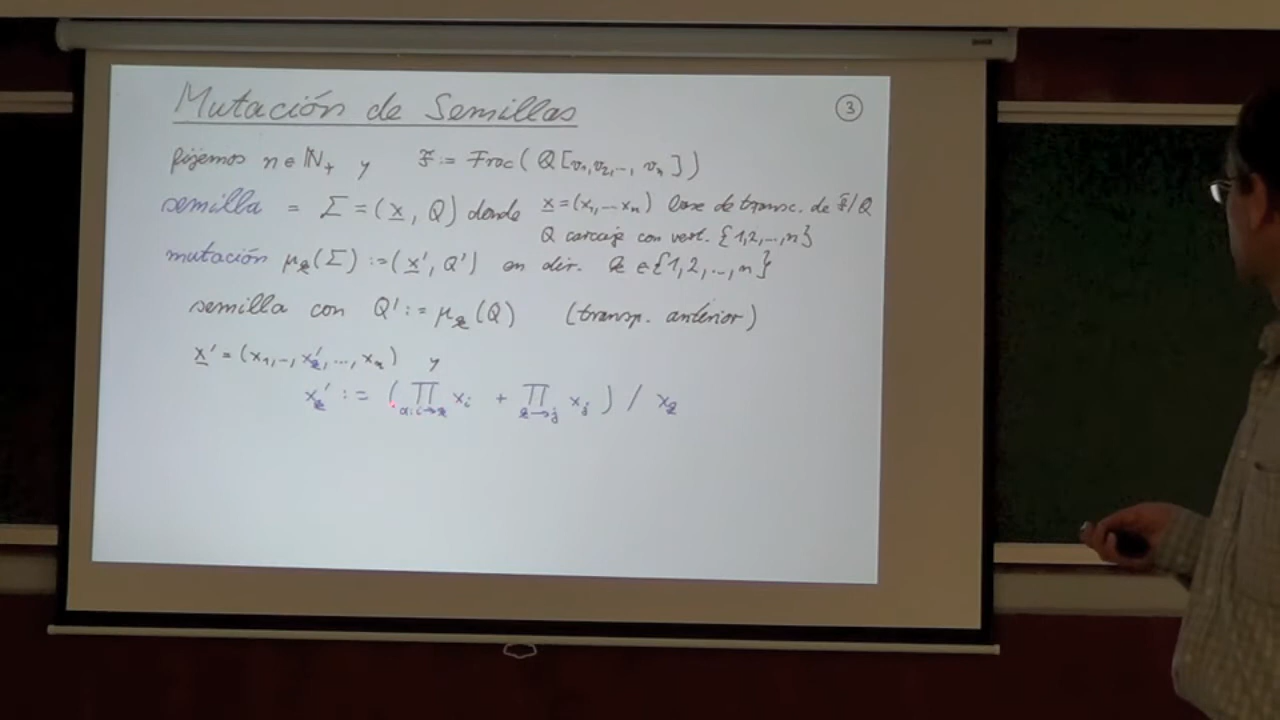 Mutación de Semillas ③
fijemos n ∈ ℕ₊ y ℱ := Frac( Q[v₁,v₂,..., vₙ] )
semilla = Σ = (x, Q) donde x = (x₁,... xₙ) base de transc. de ℱ/Q
Q carcaj con vert. {1,2,...,n}
mutación μₖ(Σ) := (x', Q') en dir. k ∈ {1,2,...,n}
semilla con Q' := μₖ(Q) (transp. anterior)
x' = (x₁,..., xₖ',..., xₙ) y
xₖ' := ( ∏ xᵢ + ∏ xⱼ ) / xₖ
α:i→k k→j